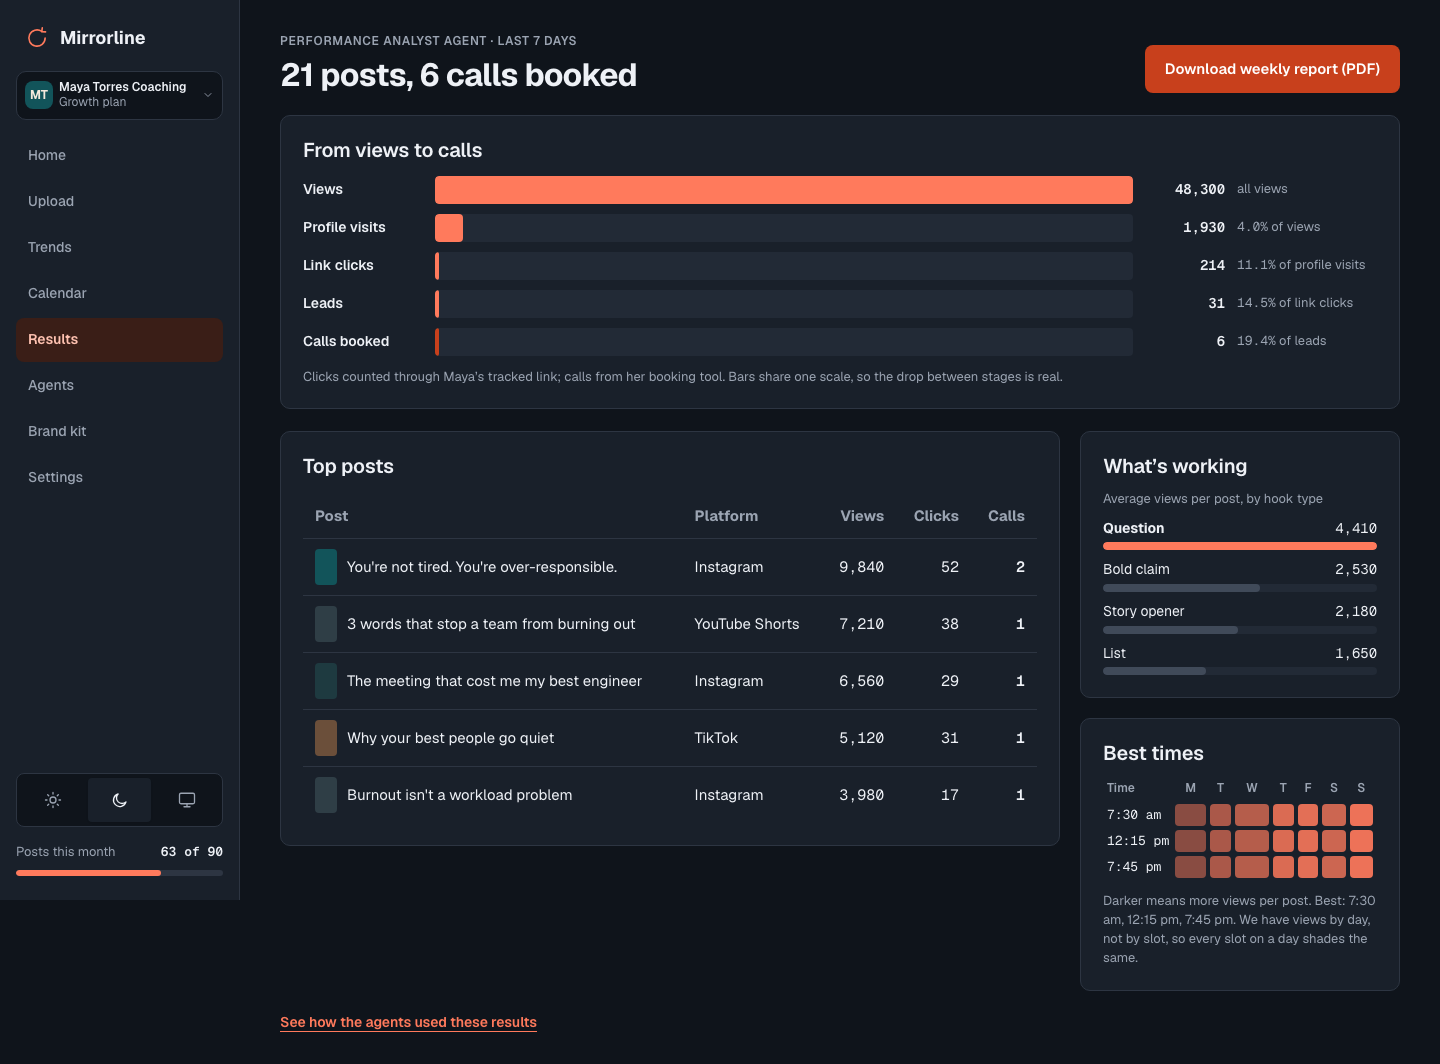 Mirrorline
MT
Maya Torres Coaching
Growth plan
Home
Upload
Trends
Calendar
Results
Agents
Brand kit
Settings
Posts this month 63 of 90
PERFORMANCE ANALYST AGENT · LAST 7 DAYS
21 posts, 6 calls booked
Download weekly report (PDF)
From views to calls
Views 48,300 all views
Profile visits 1,930 4.0% of views
Link clicks 214 11.1% of profile visits
Leads 31 14.5% of link clicks
Calls booked 6 19.4% of leads
Clicks counted through Maya’s tracked link; calls from her booking tool. Bars share one scale, so the drop between stages is real.
Top posts
Post Platform Views Clicks Calls
You're not tired. You're over-responsible. Instagram 9,840 52 2
3 words that stop a team from burning out YouTube Shorts 7,210 38 1
The meeting that cost me my best engineer Instagram 6,560 29 1
Why your best people go quiet TikTok 5,120 31 1
Burnout isn't a workload problem Instagram 3,980 17 1
What’s working
Average views per post, by hook type
Question 4,410
Bold claim 2,530
Story opener 2,180
List 1,650
Best times
Time M T W T F S S
7:30 am
12:15 pm
7:45 pm
Darker means more views per post. Best: 7:30
am, 12:15 pm, 7:45 pm. We have views by day,
not by slot, so every slot on a day shades the
same.
See how the agents used these results